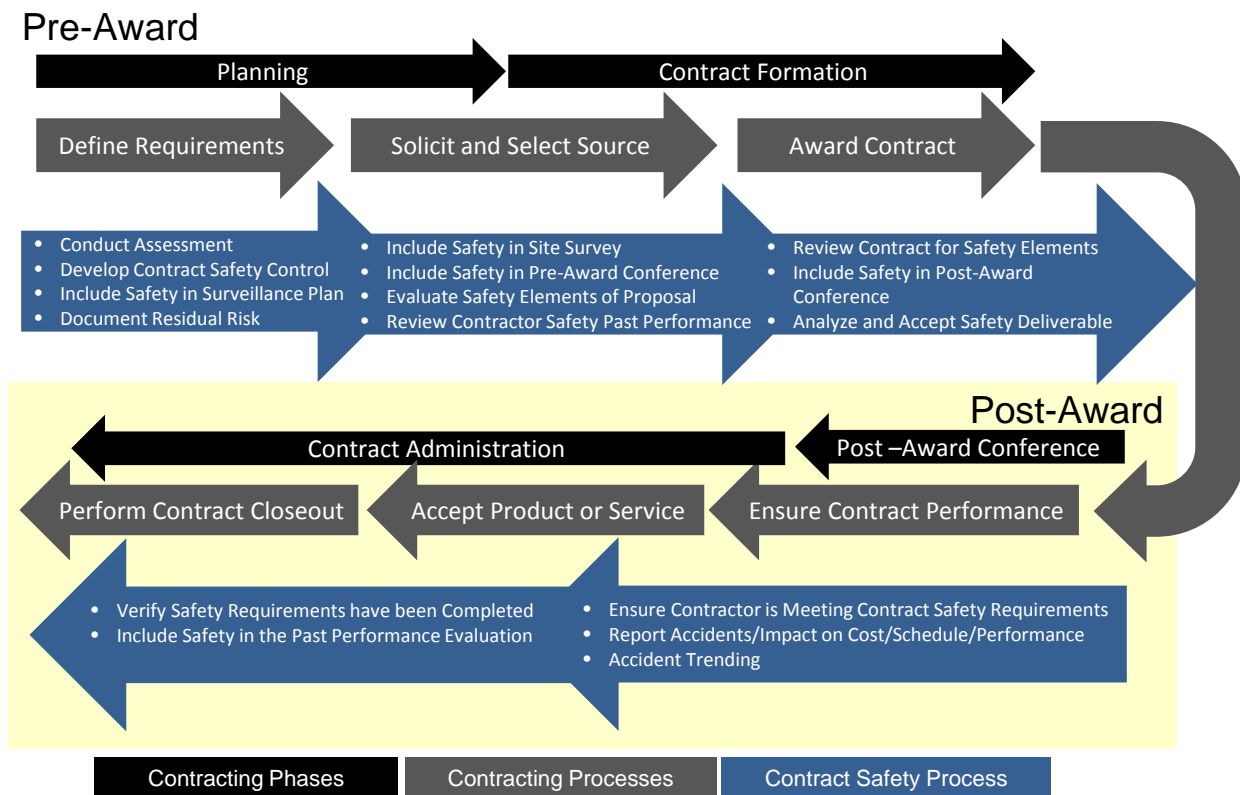 Pre-Award
Planning
Contract Formation
Define Requirements
Solicit and Select Source
Award Contract
• Conduct Assessment
• Develop Contract Safety Control
• Include Safety in Surveillance Plan
• Document Residual Risk
• Include Safety in Site Survey
• Include Safety in Pre-Award Conference
• Evaluate Safety Elements of Proposal
• Review Contractor Safety Past Performance
• Review Contract for Safety Elements
• Include Safety in Post-Award
Conference
• Analyze and Accept Safety Deliverable
Post-Award
Post –Award Conference
Contract Administration
Ensure Contract Performance
Accept Product or Service
Perform Contract Closeout
• Ensure Contractor is Meeting Contract Safety Requirements
• Report Accidents/Impact on Cost/Schedule/Performance
• Accident Trending
• Verify Safety Requirements have been Completed
• Include Safety in the Past Performance Evaluation
Contracting Phases
Contracting Processes
Contract Safety Process